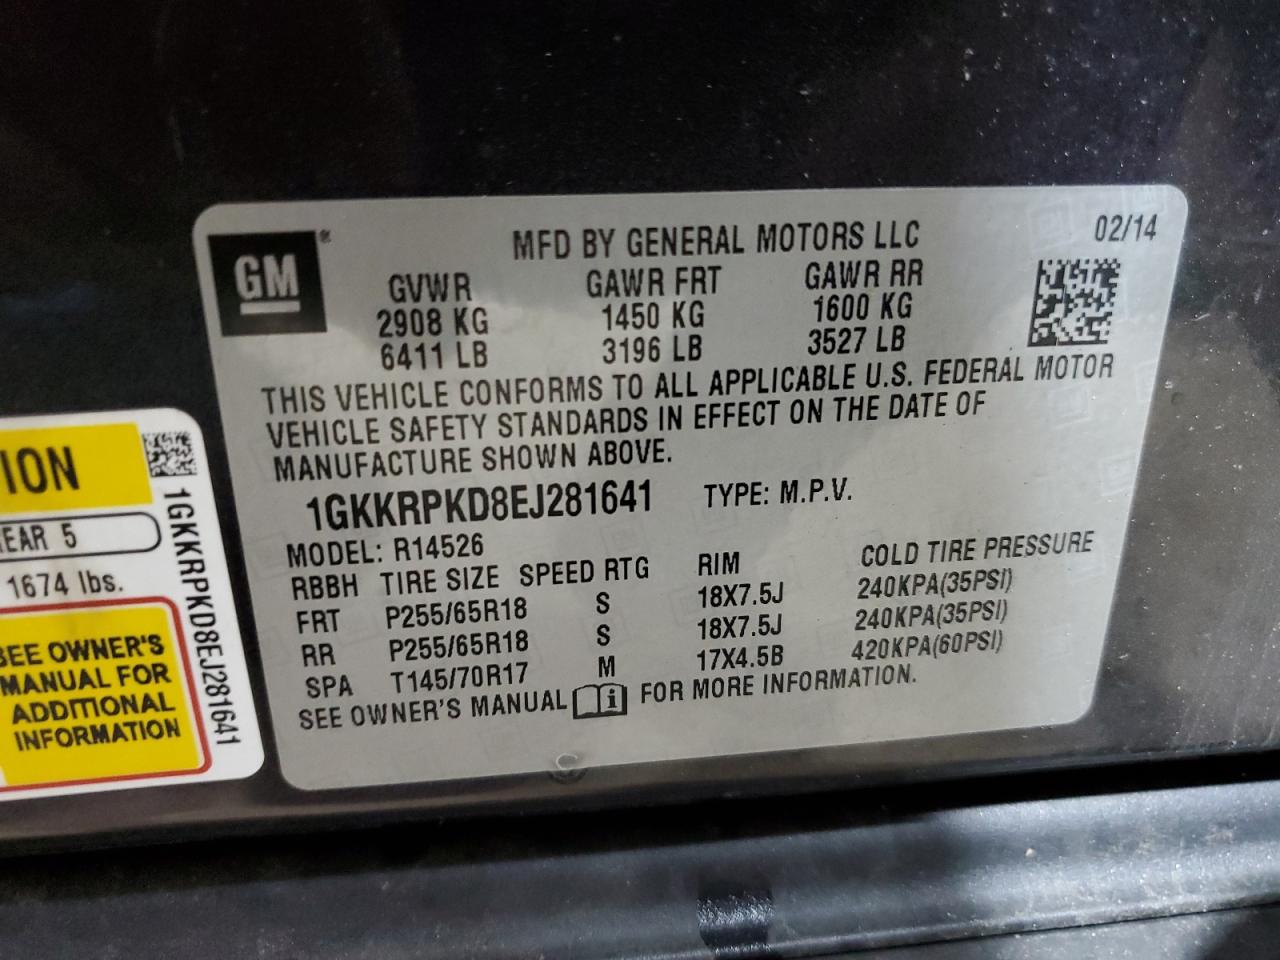 GM ®
MFD BY GENERAL MOTORS LLC
02/14
GVWR GAWR FRT GAWR RR
2908 KG 1450 KG 1600 KG
6411 LB 3196 LB 3527 LB
THIS VEHICLE CONFORMS TO ALL APPLICABLE U.S. FEDERAL MOTOR
VEHICLE SAFETY STANDARDS IN EFFECT ON THE DATE OF
MANUFACTURE SHOWN ABOVE.
1GKKRPKD8EJ281641 TYPE: M.P.V.
MODEL: R14526
RBBH TIRE SIZE SPEED RTG RIM COLD TIRE PRESSURE
FRT P255/65R18 S 18X7.5J 240KPA(35PSI)
RR P255/65R18 S 18X7.5J 240KPA(35PSI)
SPA T145/70R17 M 17X4.5B 420KPA(60PSI)
SEE OWNER'S MANUAL i FOR MORE INFORMATION.
TION
REAR 5
1674 lbs.
SEE OWNER'S
MANUAL FOR
ADDITIONAL
INFORMATION
1GKKRPKD8EJ281641